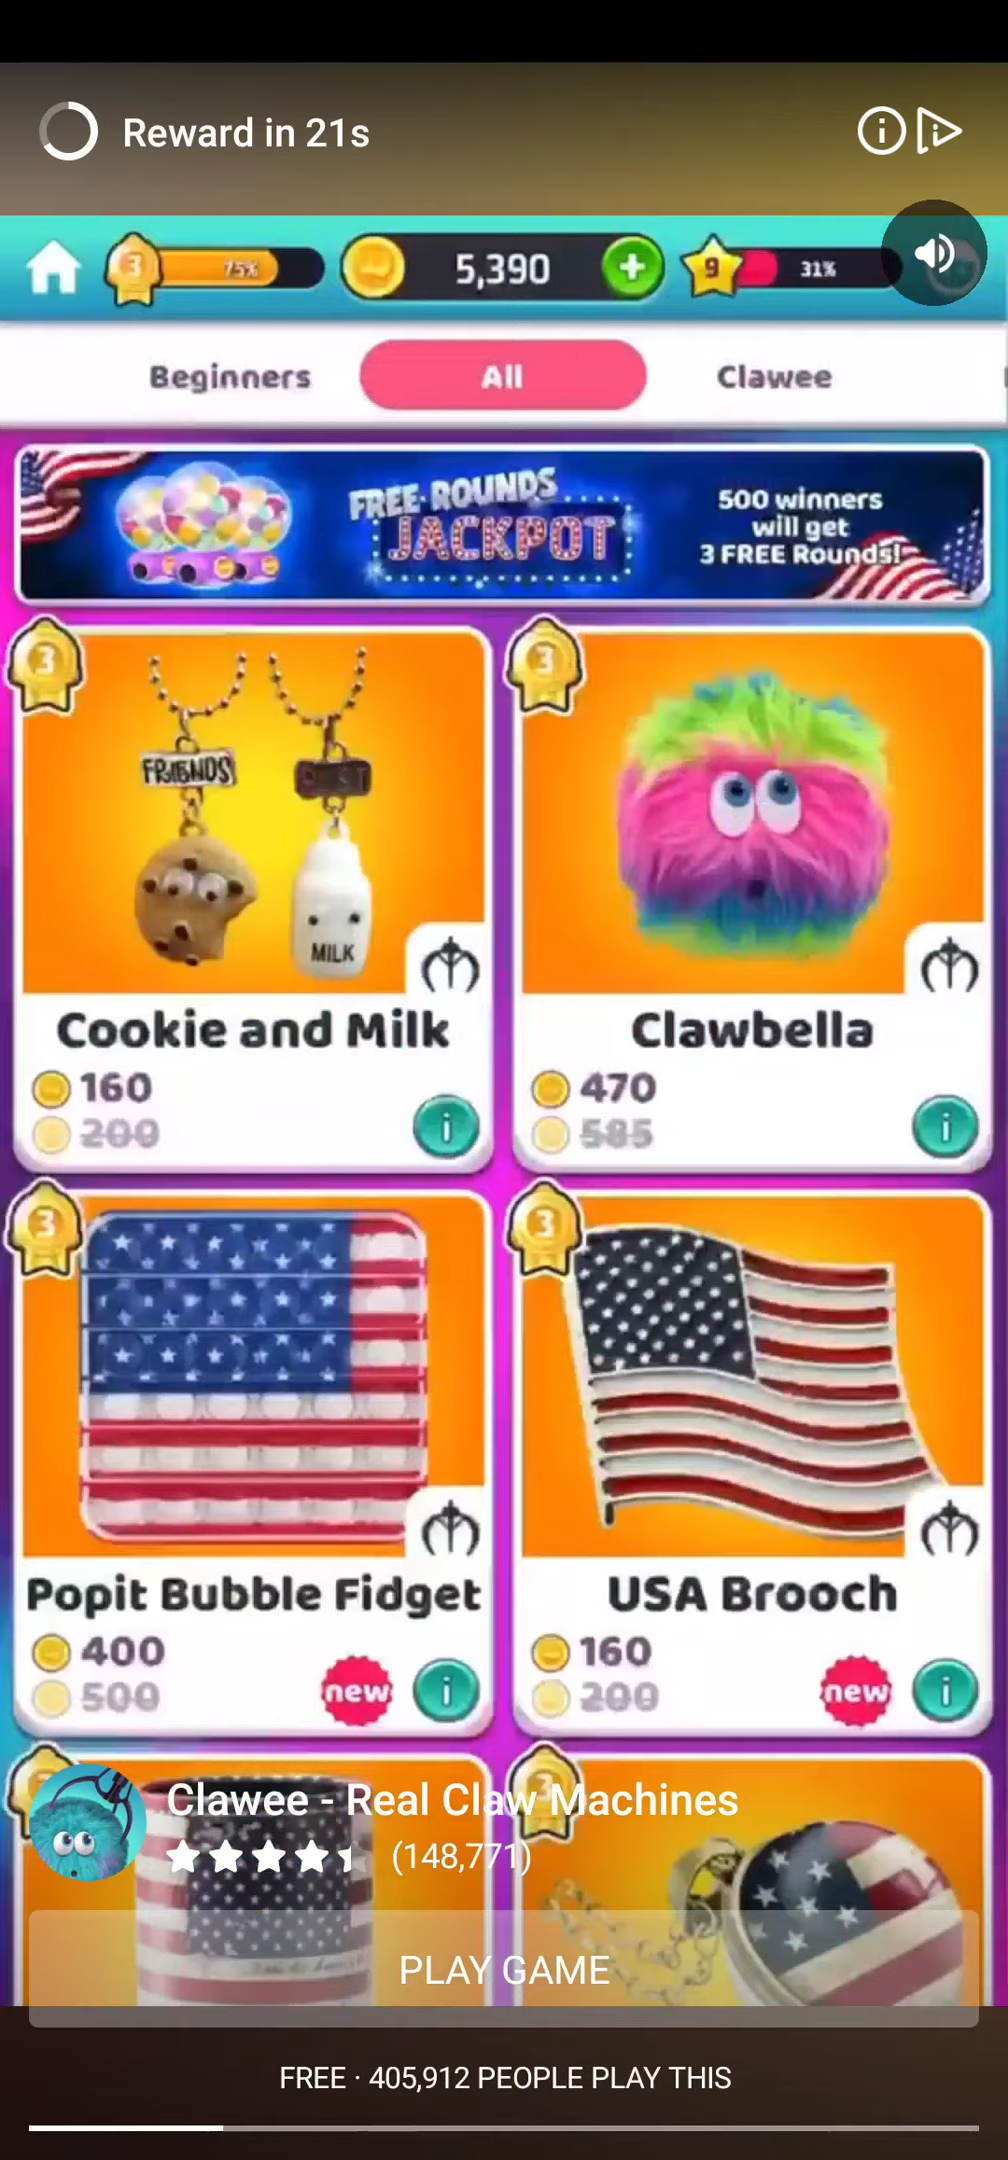 Reward in 21s
3
75%
5,390
9
31%
Beginners
All
Clawee
FREE-ROUNDS
JACKPOT
500 winners
will get
3 FREE Rounds!
3
FRIENDS
MILK
Cookie and Milk
160
200
3
Clawbella
470
585
3
Popit Bubble Fidget
400
500
new
3
USA Brooch
160
200
new
Clawee - Real Claw Machines
(148,771)
PLAY GAME
FREE · 405,912 PEOPLE PLAY THIS